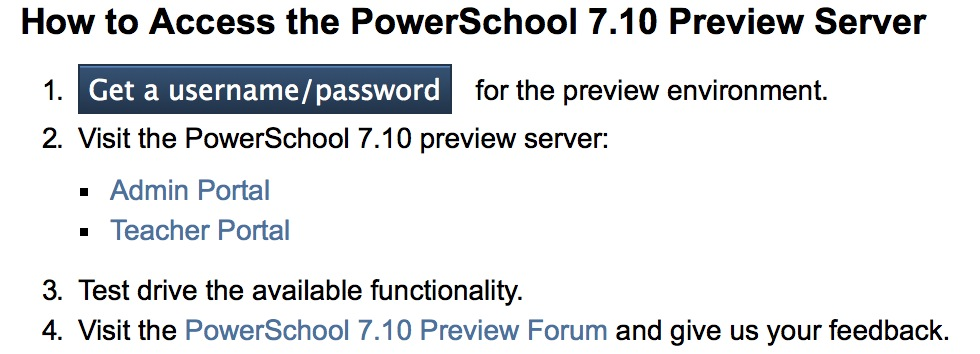 How to Access the PowerSchool 7.10 Preview Server
1. Get a username/password for the preview environment.
2. Visit the PowerSchool 7.10 preview server:
▪ Admin Portal
▪ Teacher Portal
3. Test drive the available functionality.
4. Visit the PowerSchool 7.10 Preview Forum and give us your feedback.